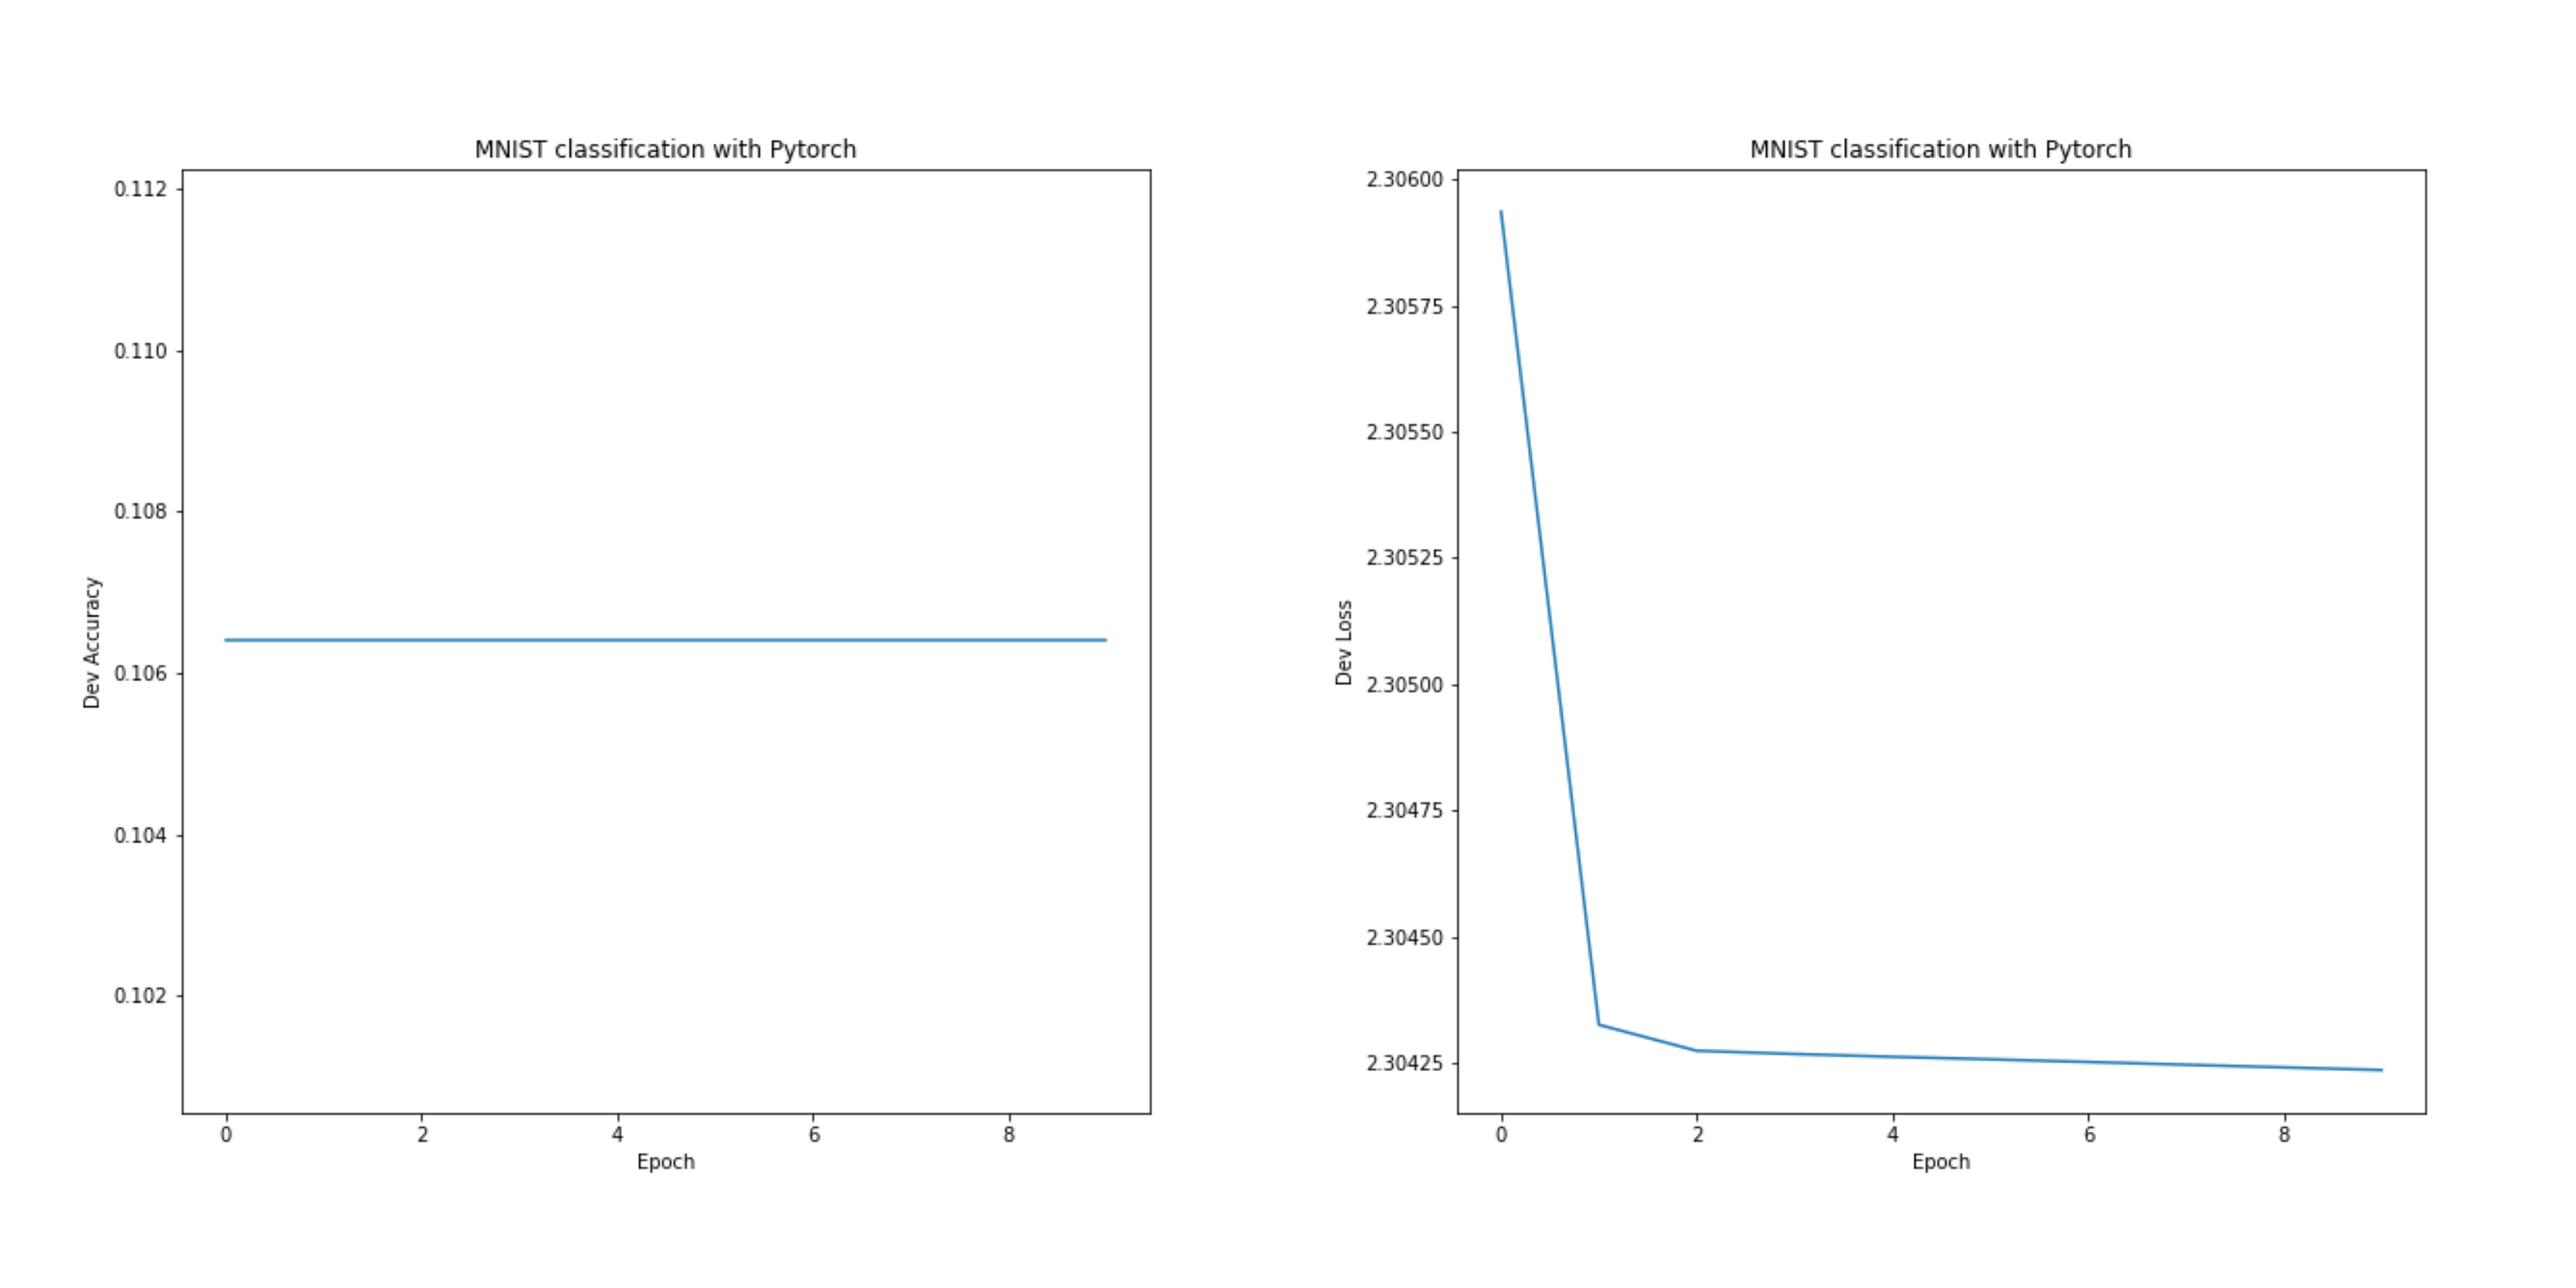 MNIST classification with Pytorch
0.112
0.110
0.108
0.106
0.104
0.102
Dev Accuracy
0 2 4 6 8
Epoch
MNIST classification with Pytorch
2.30600
2.30575
2.30550
2.30525
2.30500
2.30475
2.30450
2.30425
Dev Loss
0 2 4 6 8
Epoch